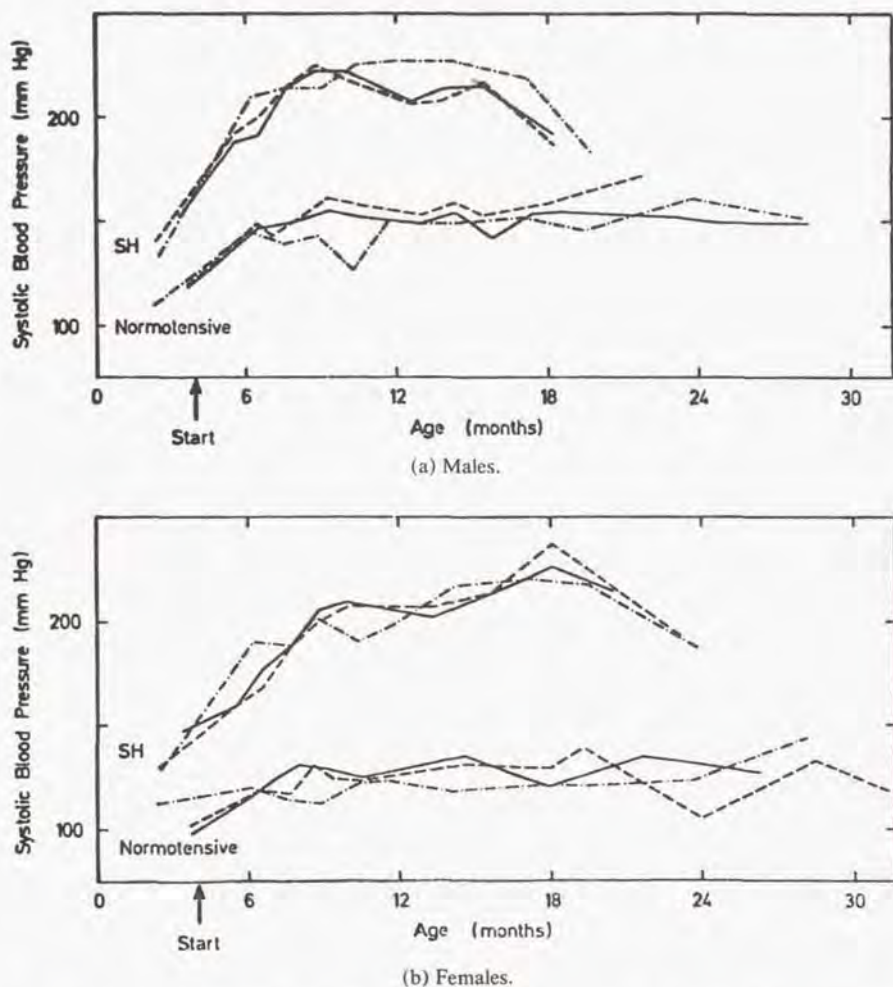 Systolic Blood Pressure (mm Hg)
200
100
SH
Normotensive
0 6 12 18 24 30
Start
Age (months)
(a) Males.
Systolic Blood Pressure (mm Hg)
200
100
SH
Normotensive
0 6 12 18 24 30
Start
Age (months)
(b) Females.